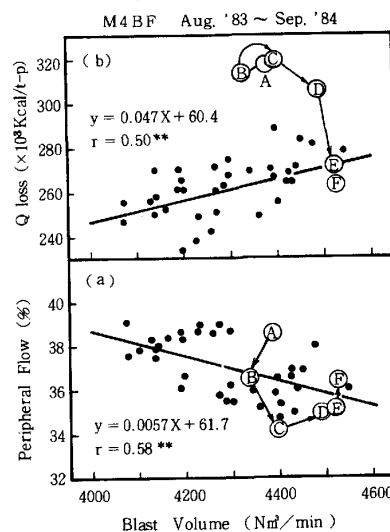 M4BF Aug. '83 ~ Sep. '84
(b)
Q loss (×10³Kcal/t-p)
320
300
280
260
240
B
A
C
D
E
F
y = 0.047X + 60.4
r = 0.50**
(a)
Peripheral Flow (%)
40
38
36
34
32
A
B
C
D
E
F
y = 0.0057X + 61.7
r = 0.58**
4000 4200 4400 4600
Blast Volume (Nm³/min)